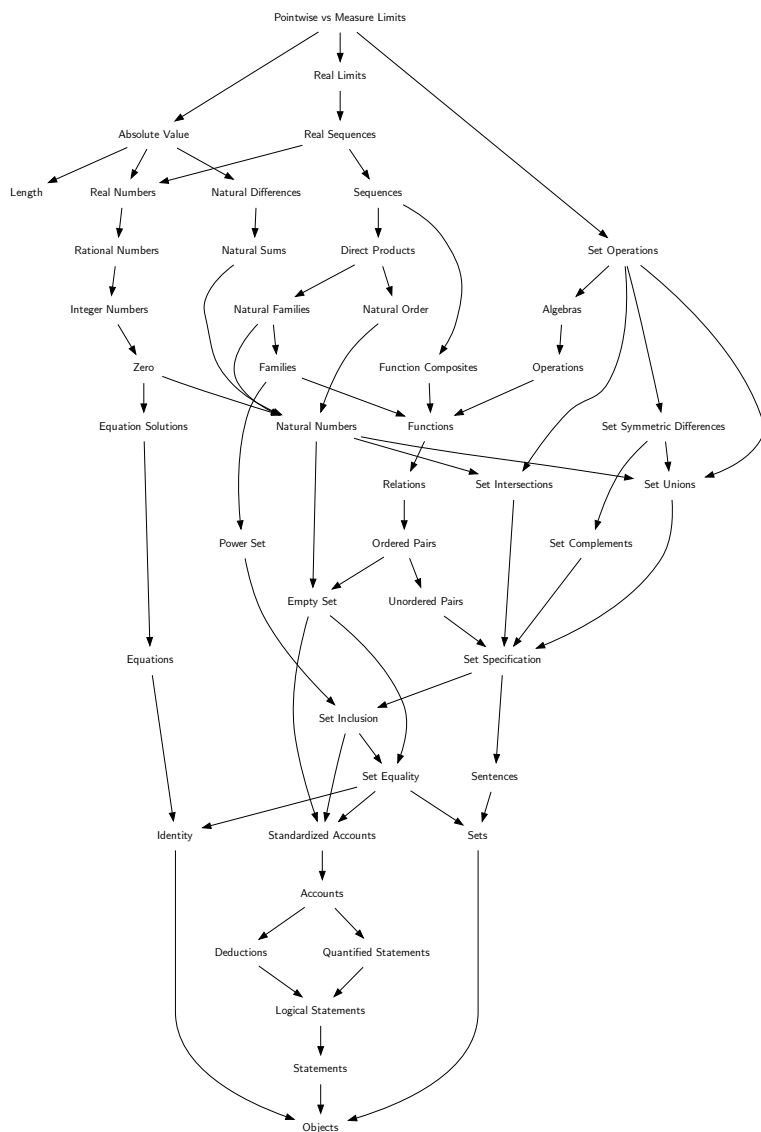 Pointwise vs Measure Limits
Real Limits
Absolute Value
Real Sequences
Length
Real Numbers
Natural Differences
Sequences
Rational Numbers
Natural Sums
Direct Products
Set Operations
Integer Numbers
Natural Families
Natural Order
Algebras
Zero
Families
Function Composites
Operations
Equation Solutions
Natural Numbers
Functions
Set Symmetric Differences
Relations
Set Intersections
Set Unions
Power Set
Ordered Pairs
Set Complements
Empty Set
Unordered Pairs
Equations
Set Specification
Set Inclusion
Set Equality
Sentences
Identity
Standardized Accounts
Sets
Accounts
Deductions
Quantified Statements
Logical Statements
Statements
Objects